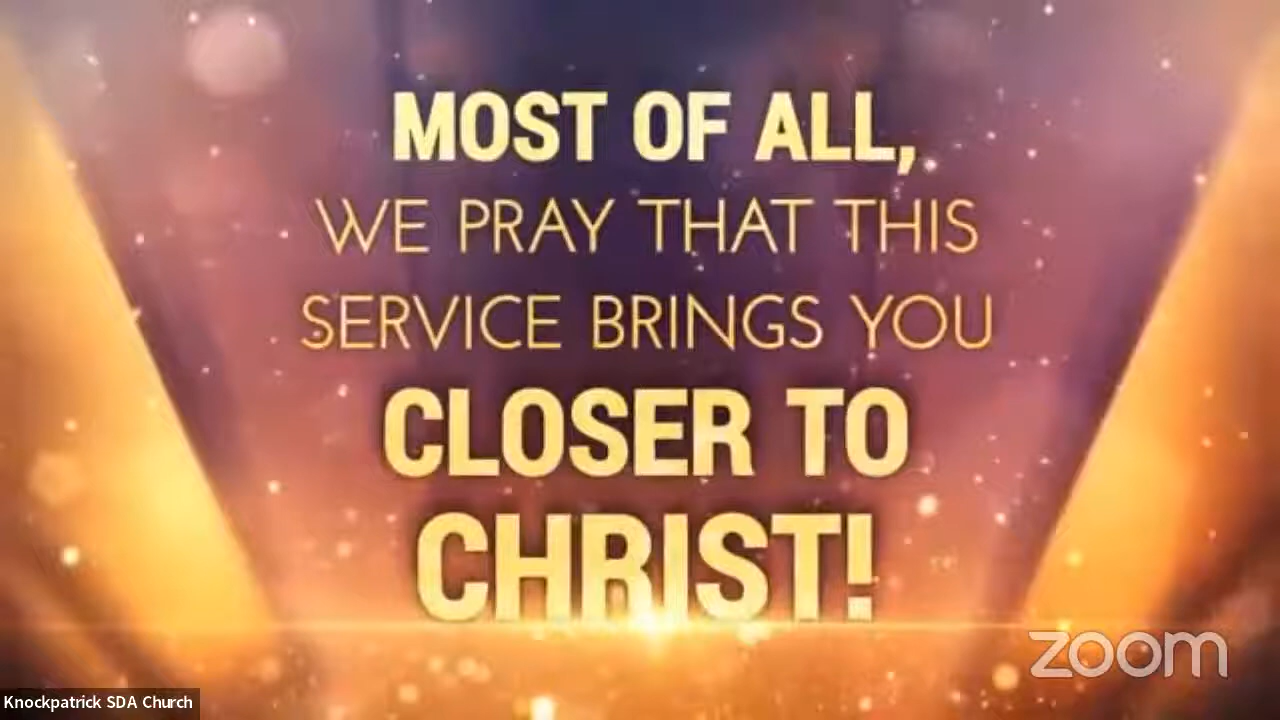 MOST OF ALL,
WE PRAY THAT THIS
SERVICE BRINGS YOU
CLOSER TO
CHRIST!
zoom
Knockpatrick SDA Church